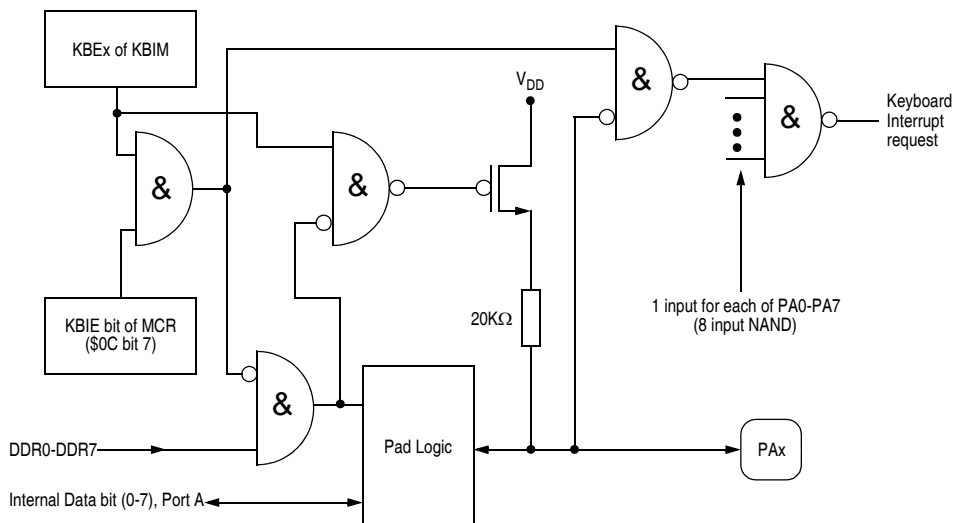 KBEx of KBIM
&
KBIE bit of MCR
($0C bit 7)
&
&
VDD
20KΩ
&
&
Keyboard
Interrupt
request
1 input for each of PA0-PA7
(8 input NAND)
DDR0-DDR7
Pad Logic
PAx
Internal Data bit (0-7), Port A